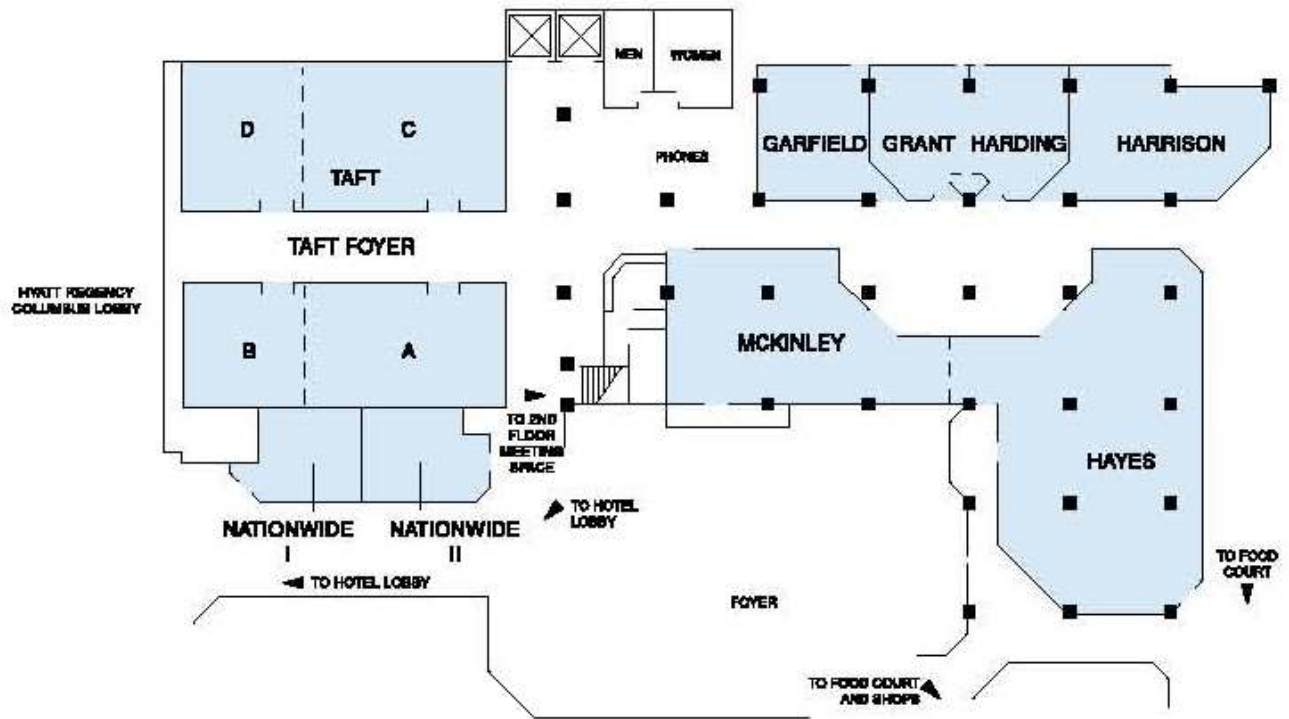 MEN
WOMEN
D
C
TAFT
PHONES
GARFIELD
GRANT
HARDING
HARRISON
TAFT FOYER
HYATT REGENCY
COLUMBUS LOBBY
B
A
MCKINLEY
TO 2ND
FLOOR
MEETING
SPACE
HAYES
NATIONWIDE
I
NATIONWIDE
II
TO HOTEL
LOBBY
TO HOTEL LOBBY
FOYER
TO FOOD
COURT
TO FOOD COURT
AND SHOPS